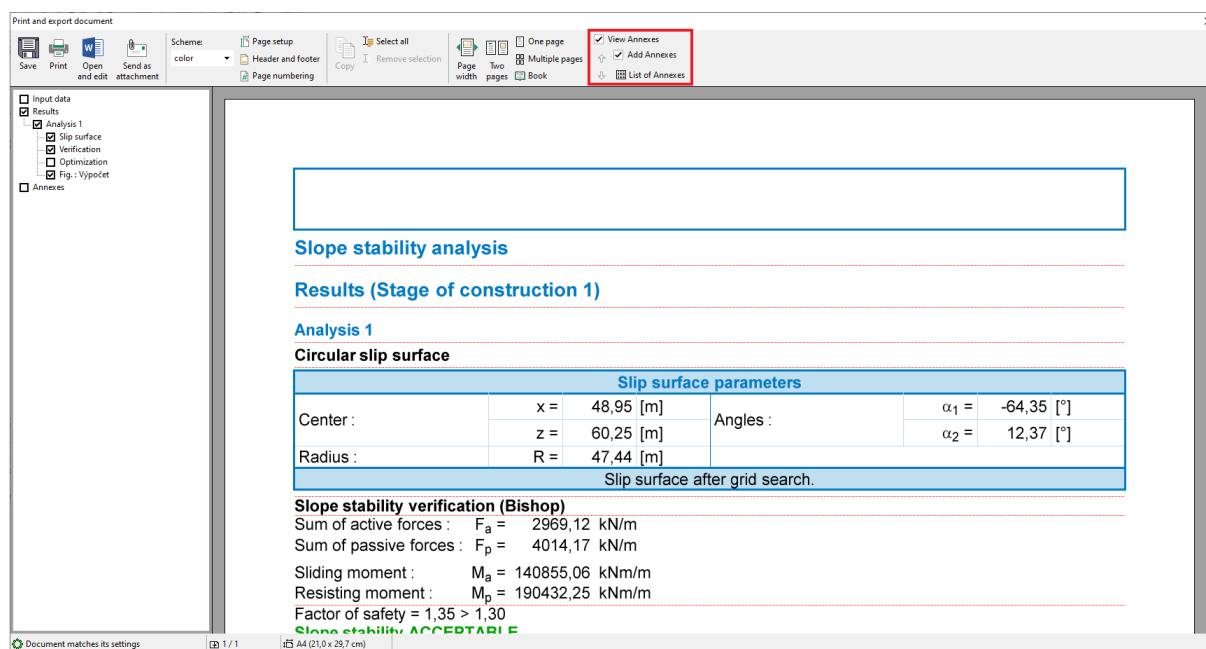 Print and export document
Save
Print
Open
and edit
Send as
attachment
Scheme:
color
Page setup
Header and footer
Page numbering
Copy
Select all
Remove selection
Page
width
Two
pages
One page
Multiple pages
Book
View Annexes
Add Annexes
List of Annexes
Input data
Results
Analysis 1
Slip surface
Verification
Optimization
Fig. : Výpočet
Annexes
Slope stability analysis
Results (Stage of construction 1)
Analysis 1
Circular slip surface
Slip surface parameters
Center : x = 48,95 [m] Angles : α1 = -64,35 [°]
z = 60,25 [m] α2 = 12,37 [°]
Radius : R = 47,44 [m]
Slip surface after grid search.
Slope stability verification (Bishop)
Sum of active forces : Fa = 2969,12 kN/m
Sum of passive forces : Fp = 4014,17 kN/m
Sliding moment : Ma = 140855,06 kNm/m
Resisting moment : Mp = 190432,25 kNm/m
Factor of safety = 1,35 > 1,30
Slope stability ACCEPTABLE
Document matches its settings
1 / 1
A4 (21,0 x 29,7 cm)